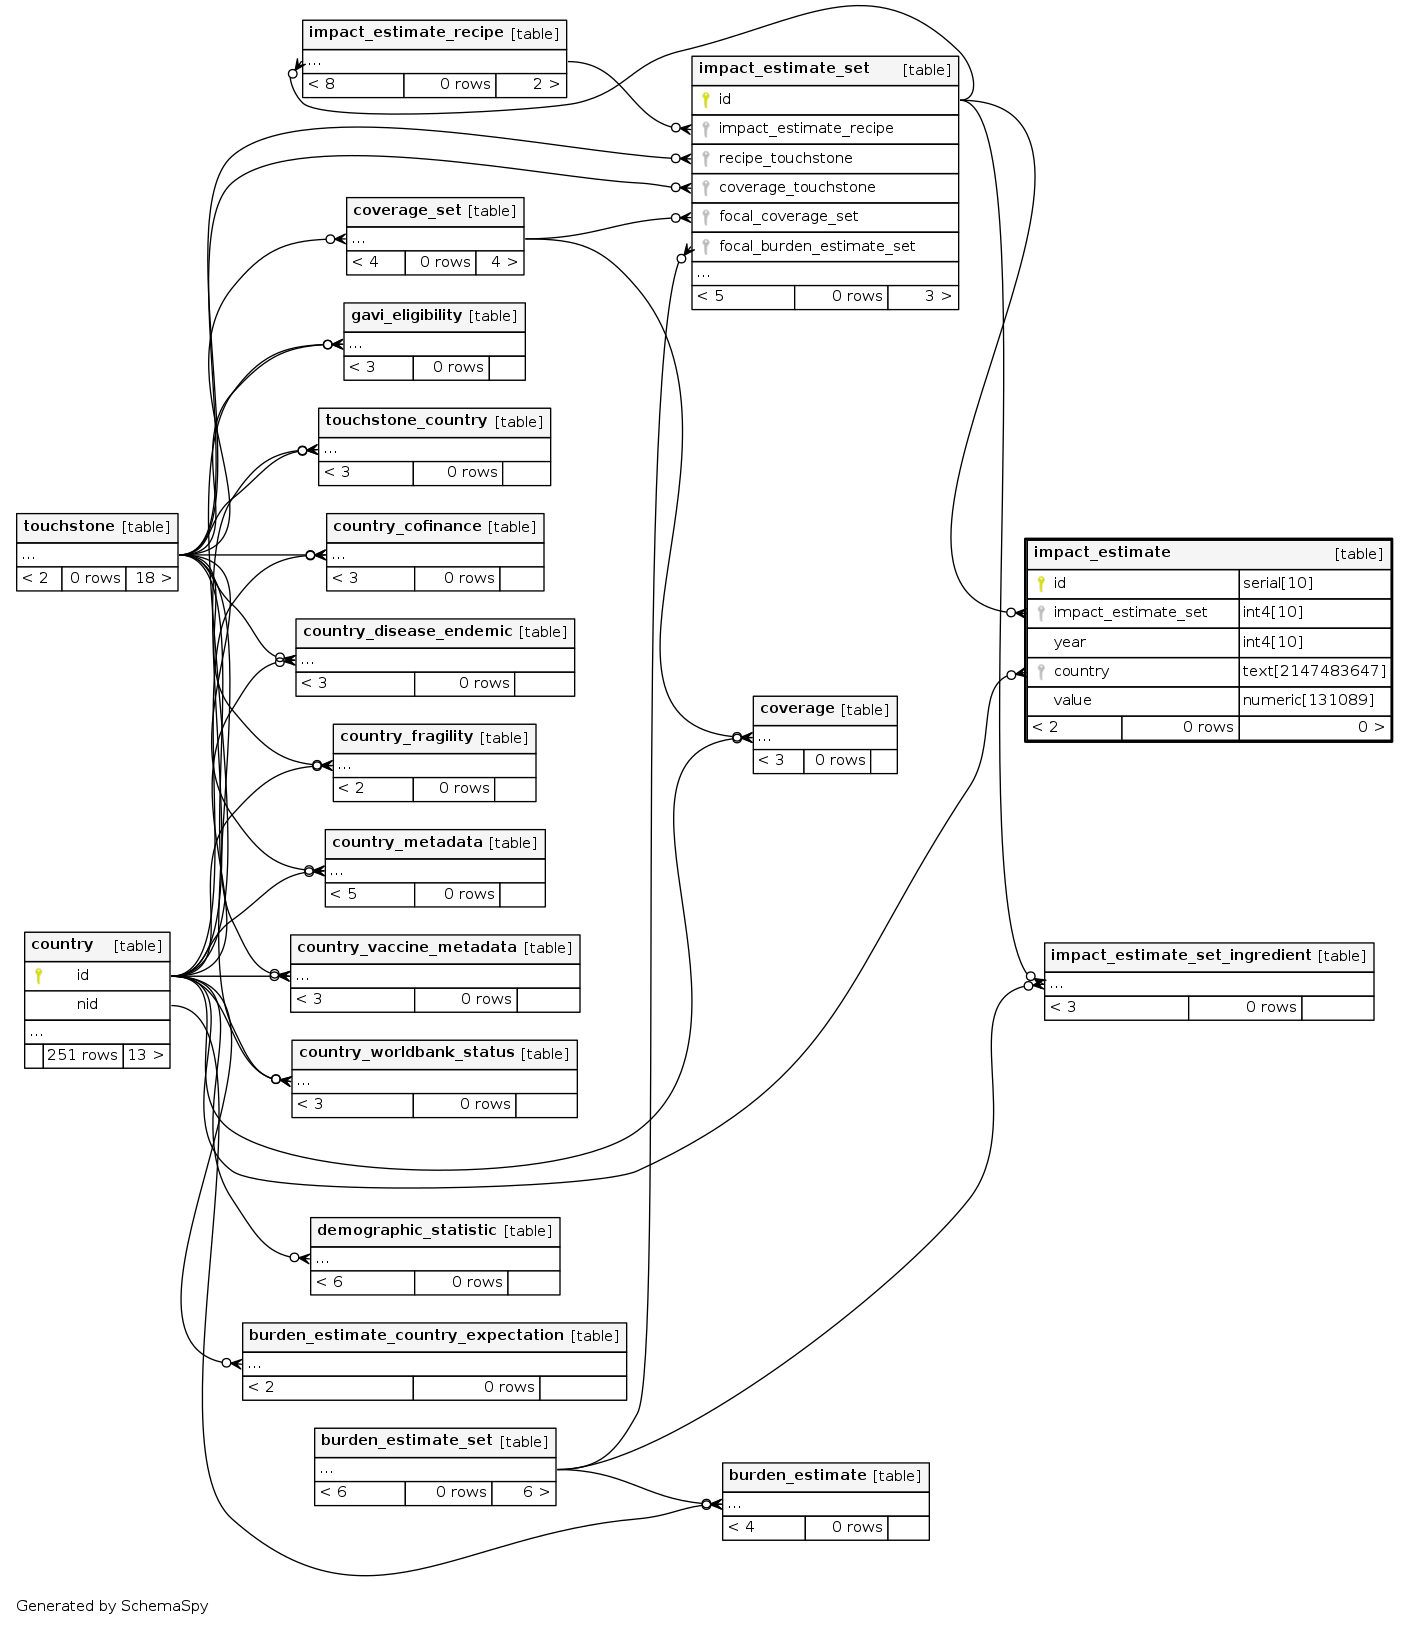 impact_estimate_recipe [table]
...
< 8 0 rows 2 >
impact_estimate_set [table]
id
impact_estimate_recipe
recipe_touchstone
coverage_touchstone
focal_coverage_set
focal_burden_estimate_set
...
< 5 0 rows 3 >
coverage_set [table]
...
< 4 0 rows 4 >
gavi_eligibility [table]
...
< 3 0 rows
touchstone_country [table]
...
< 3 0 rows
touchstone [table]
...
< 2 0 rows 18 >
country_cofinance [table]
...
< 3 0 rows
impact_estimate [table]
id serial[10]
impact_estimate_set int4[10]
year int4[10]
country text[2147483647]
value numeric[131089]
< 2 0 rows 0 >
country_disease_endemic [table]
...
< 3 0 rows
country_fragility [table]
...
< 2 0 rows
coverage [table]
...
< 3 0 rows
country_metadata [table]
...
< 5 0 rows
country [table]
id
nid
...
251 rows 13 >
country_vaccine_metadata [table]
...
< 3 0 rows
impact_estimate_set_ingredient [table]
...
< 3 0 rows
country_worldbank_status [table]
...
< 3 0 rows
demographic_statistic [table]
...
< 6 0 rows
burden_estimate_country_expectation [table]
...
< 2 0 rows
burden_estimate_set [table]
...
< 6 0 rows 6 >
burden_estimate [table]
...
< 4 0 rows
Generated by SchemaSpy